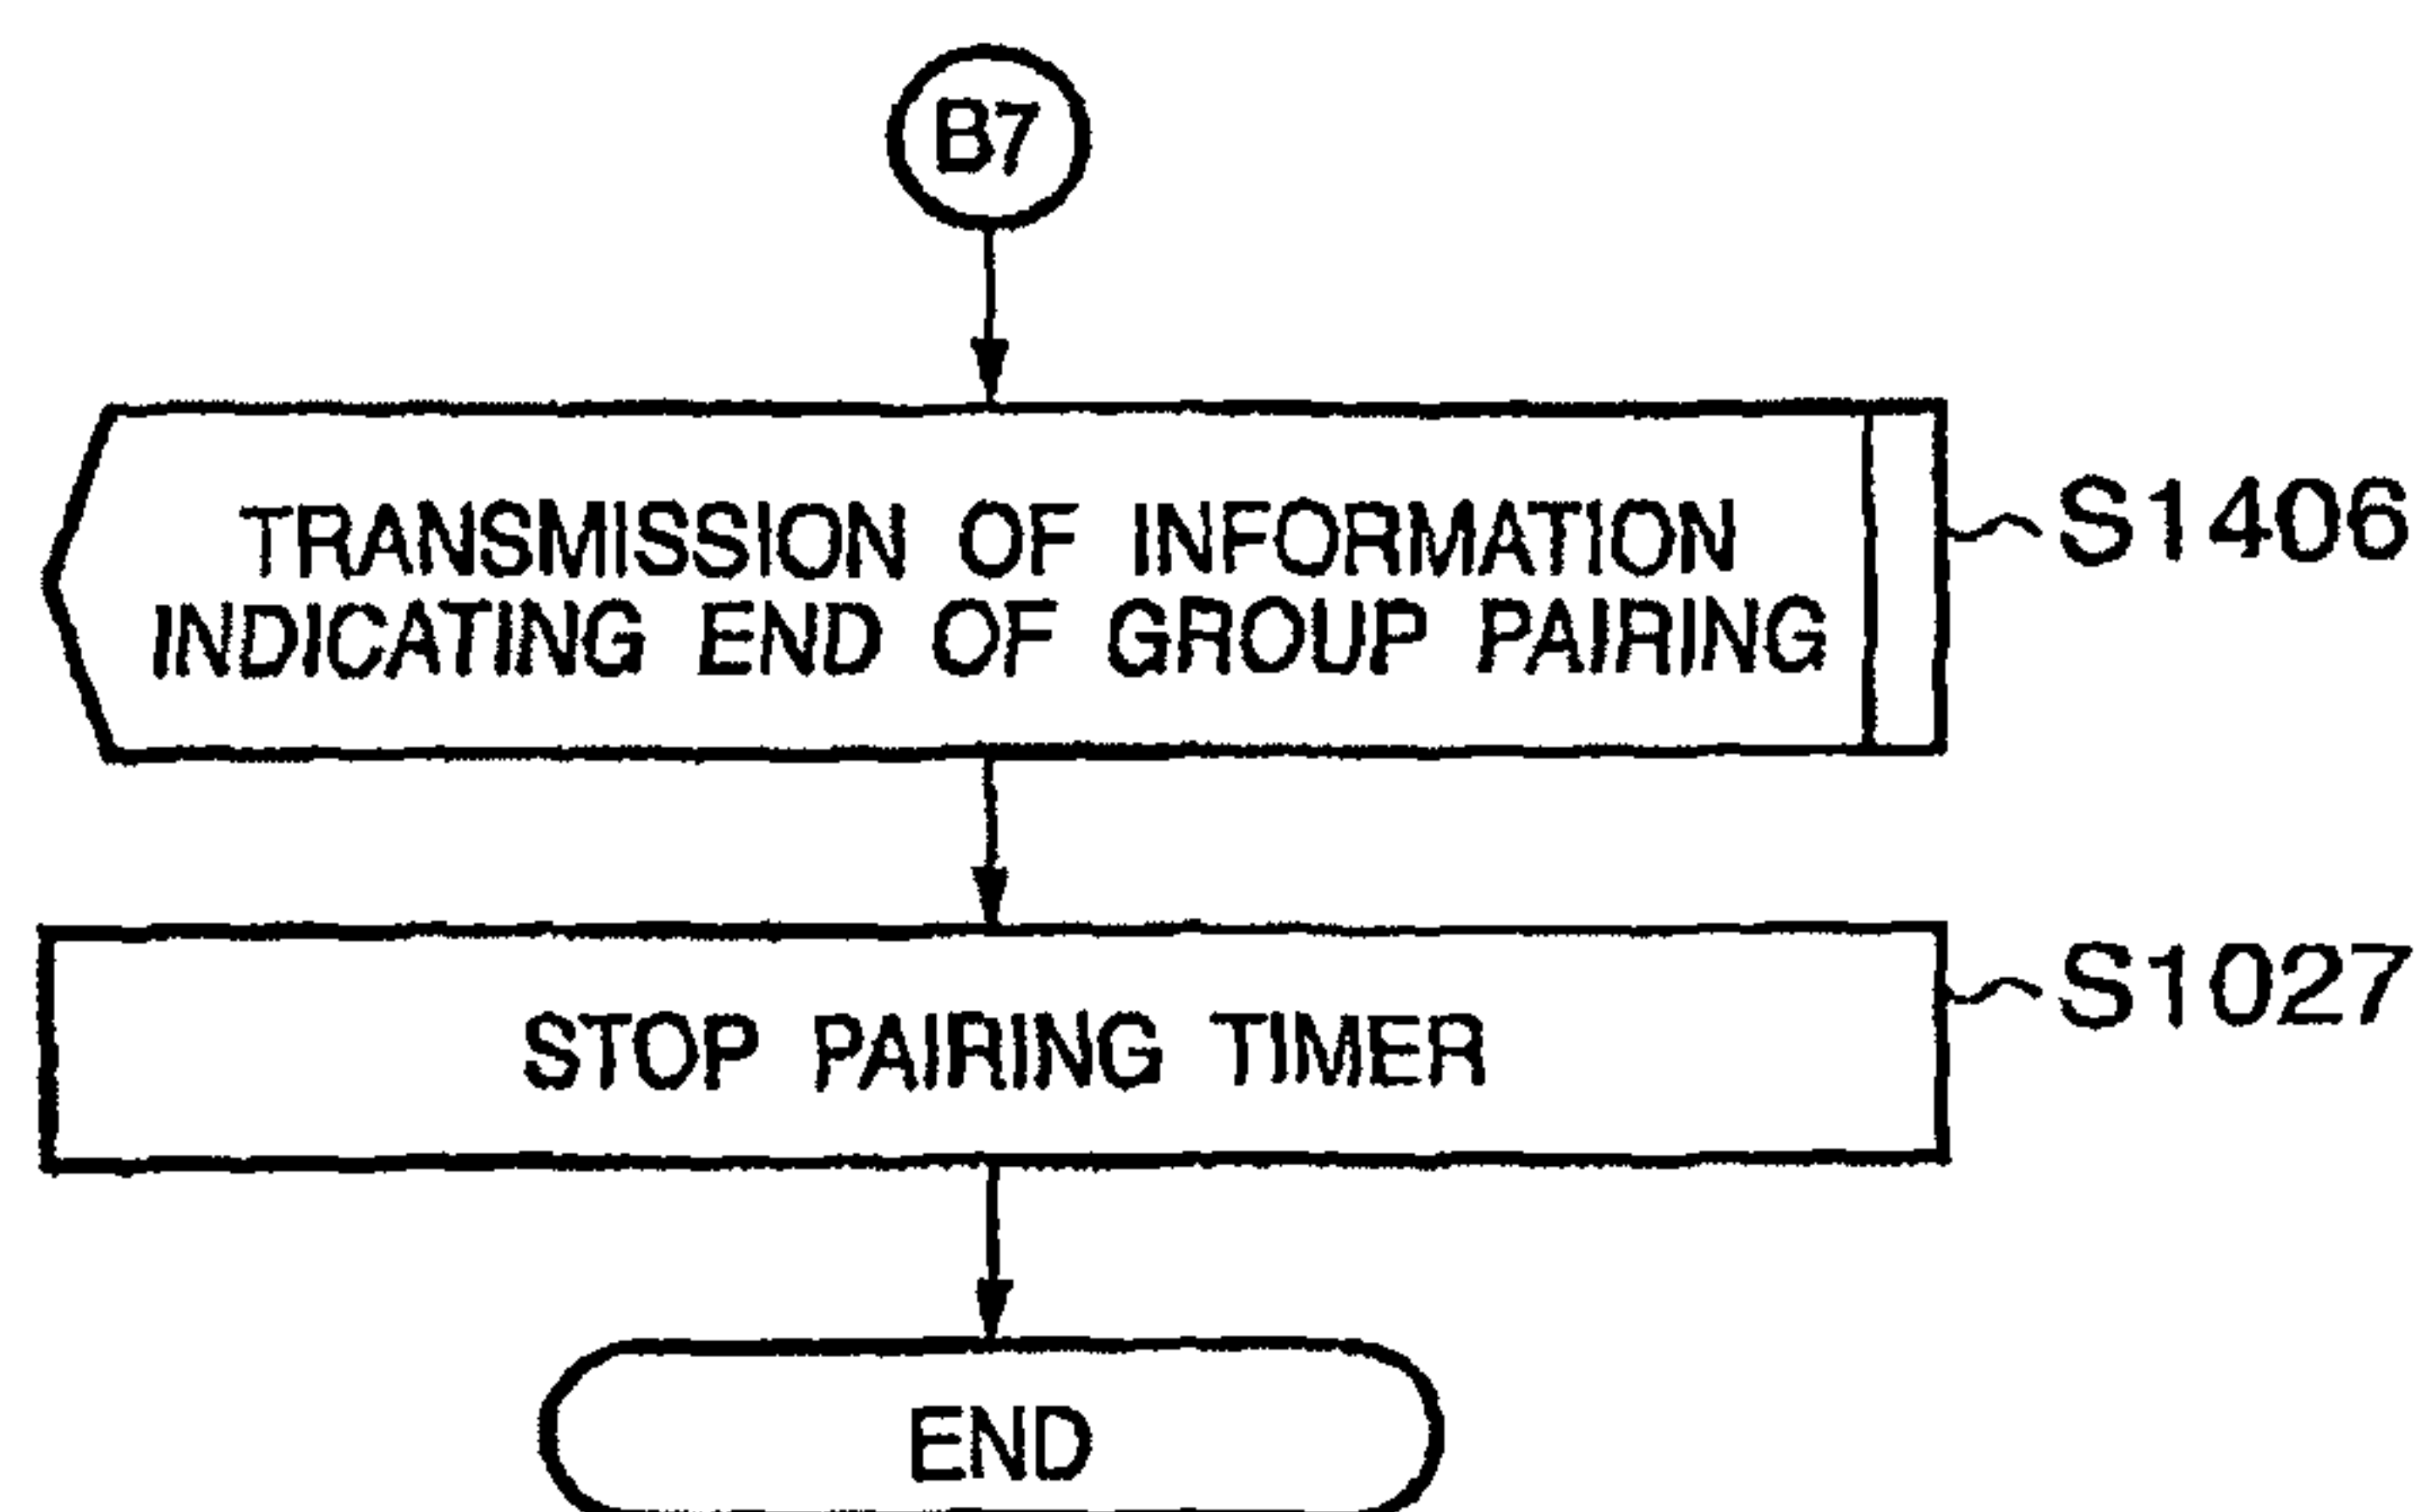 B7
TRANSMISSION OF INFORMATION
INDICATING END OF GROUP PAIRING
S1406
STOP PAIRING TIMER
S1027
END